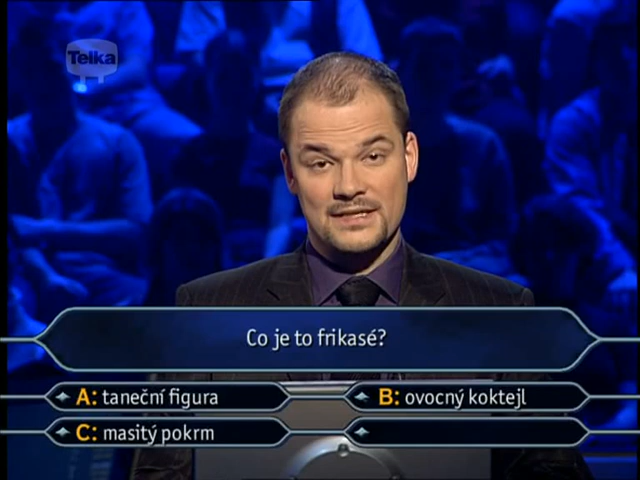 Telka
Co je to frikasé?
A: taneční figura
B: ovocný koktejl
C: masitý pokrm